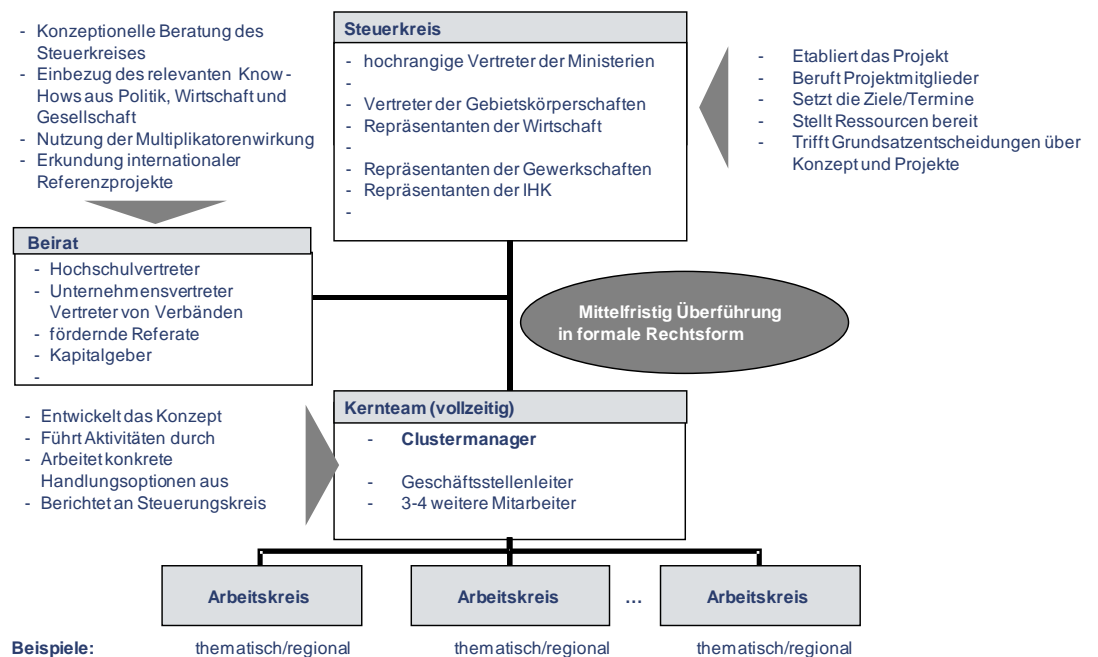 - Konzeptionelle Beratung des
Steuerkreises
- Einbezug des relevanten Know-
Hows aus Politik, Wirtschaft und
Gesellschaft
- Nutzung der Multiplikatorenwirkung
- Erkundung internationaler
Referenzprojekte
Steuerkreis
- hochrangige Vertreter der Ministerien
-
- Vertreter der Gebietskörperschaften
- Repräsentanten der Wirtschaft
-
- Repräsentanten der Gewerkschaften
- Repräsentanten der IHK
-
- Etabliert das Projekt
- Beruft Projektmitglieder
- Setzt die Ziele/Termine
- Stellt Ressourcen bereit
- Trifft Grundsatzentscheidungen über
Konzept und Projekte
Beirat
- Hochschulvertreter
- Unternehmensvertreter
Vertreter von Verbänden
- fördernde Referate
- Kapitalgeber
-
Mittelfristig Überführung
in formale Rechtsform
- Entwickelt das Konzept
- Führt Aktivitäten durch
- Arbeitet konkrete
Handlungsoptionen aus
- Berichtet an Steuerungskreis
Kernteam (vollzeitig)
- Clustermanager
- Geschäftsstellenleiter
- 3-4 weitere Mitarbeiter
Arbeitskreis Arbeitskreis ... Arbeitskreis
Beispiele: thematisch/regional thematisch/regional thematisch/regional